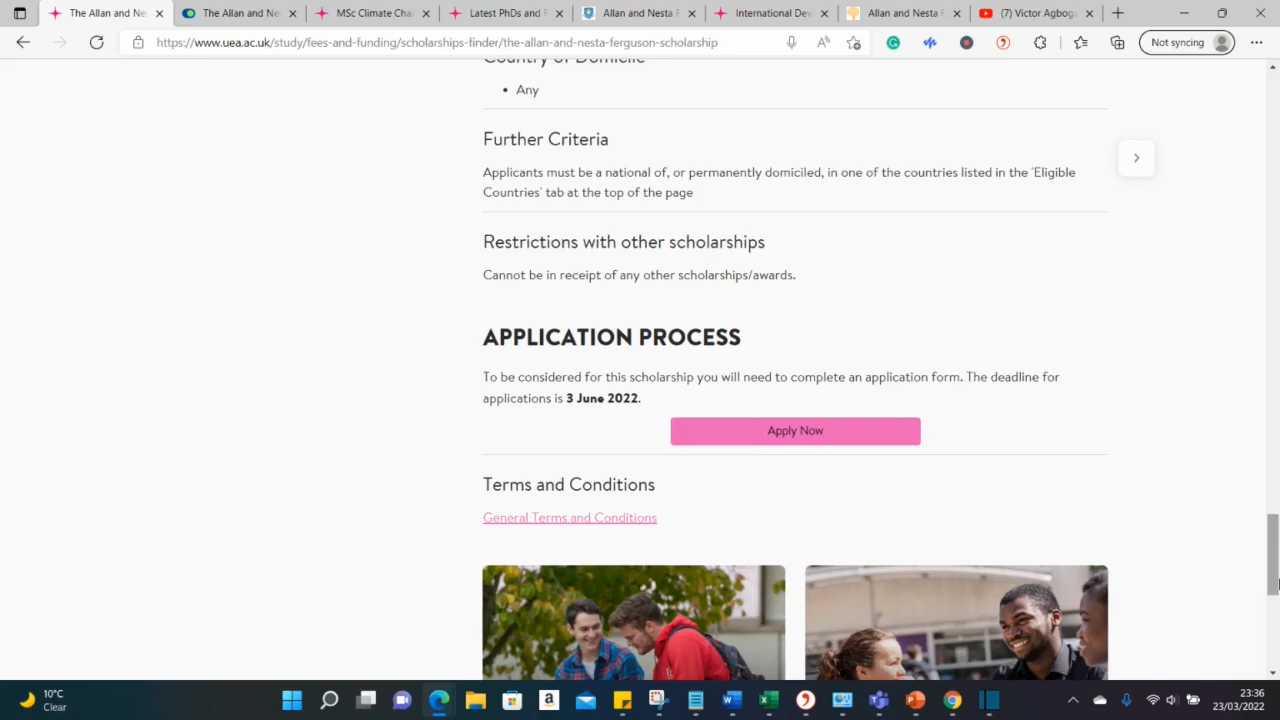 The Allan and Nes
The Allan and Ne
MSc Climate Cha
Latest PhDs and F
Allan and Nesta F
International Dev
Allan and Nesta F
(7) Victor Agboga
https://www.uea.ac.uk/study/fees-and-funding/scholarships-finder/the-allan-and-nesta-ferguson-scholarship
Not syncing
Country of Domicile
• Any
Further Criteria
Applicants must be a national of, or permanently domiciled, in one of the countries listed in the 'Eligible
Countries' tab at the top of the page
Restrictions with other scholarships
Cannot be in receipt of any other scholarships/awards.
APPLICATION PROCESS
To be considered for this scholarship you will need to complete an application form. The deadline for
applications is 3 June 2022.
Apply Now
Terms and Conditions
General Terms and Conditions
10°C
Clear
23:36
23/03/2022